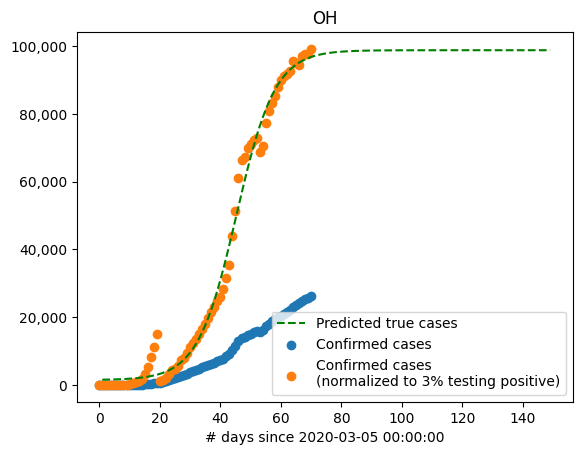 OH
100,000
80,000
60,000
40,000
20,000
0
Predicted true cases
Confirmed cases
Confirmed cases
(normalized to 3% testing positive)
0 20 40 60 80 100 120 140
# days since 2020-03-05 00:00:00